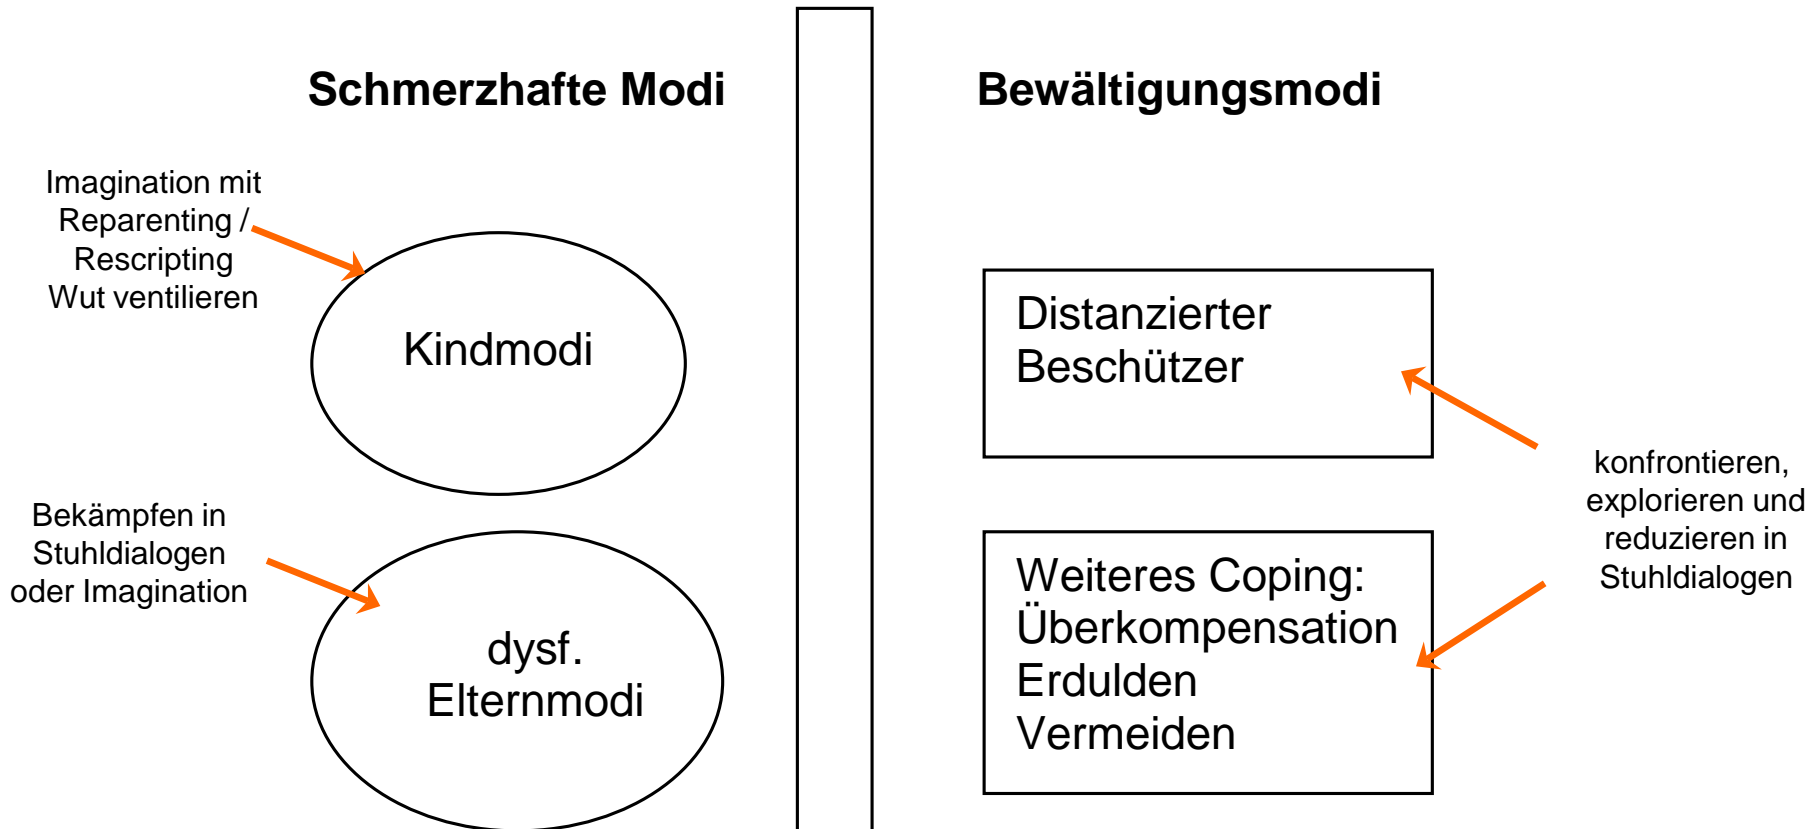 Schmerzhafte Modi
Bewältigungsmodi
Imagination mit
Reparenting /
Rescripting
Wut ventilieren
Kindmodi
Bekämpfen in
Stuhldialogen
oder Imagination
dysf.
Elternmodi
Distanzierter
Beschützer
Weiteres Coping:
Überkompensation
Erdulden
Vermeiden
konfrontieren,
explorieren und
reduzieren in
Stuhldialogen